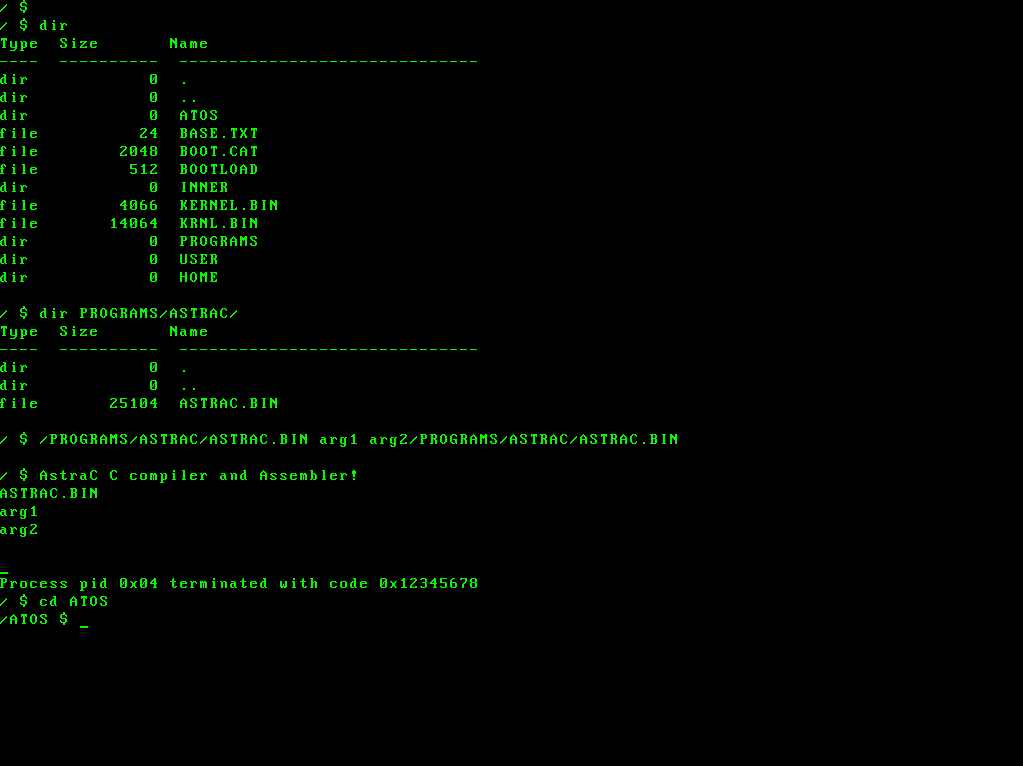 / $
/ $ dir
Type  Size       Name
----  ----------  ------------------------------
dir            0  .
dir            0  ..
dir            0  ATOS
file          24  BASE.TXT
file        2048  BOOT.CAT
file         512  BOOTLOAD
dir            0  INNER
file        4066  KERNEL.BIN
file       14064  KRNL.BIN
dir            0  PROGRAMS
dir            0  USER
dir            0  HOME
/ $ dir PROGRAMS/ASTRAC/
Type  Size       Name
----  ----------  ------------------------------
dir            0  .
dir            0  ..
file       25104  ASTRAC.BIN
/ $ /PROGRAMS/ASTRAC/ASTRAC.BIN arg1 arg2/PROGRAMS/ASTRAC/ASTRAC.BIN
/ $ AstraC C compiler and Assembler!
ASTRAC.BIN
arg1
arg2
_
Process pid 0x04 terminated with code 0x12345678
/ $ cd ATOS
/ATOS $ _